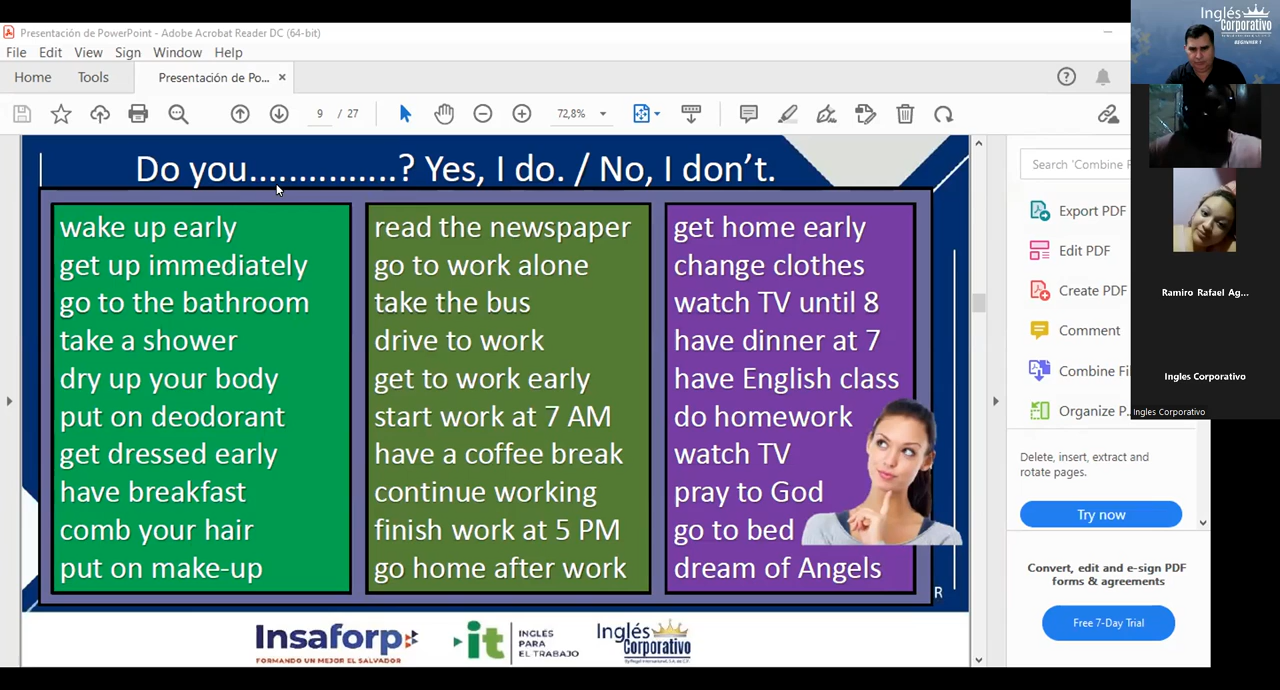 Presentación de PowerPoint - Adobe Acrobat Reader DC (64-bit)
File Edit View Sign Window Help
Home Tools Presentación de Po... ×
9 / 27 72,8%
Do you...............? Yes, I do. / No, I don't.
wake up early
get up immediately
go to the bathroom
take a shower
dry up your body
put on deodorant
get dressed early
have breakfast
comb your hair
put on make-up
read the newspaper
go to work alone
take the bus
drive to work
get to work early
start work at 7 AM
have a coffee break
continue working
finish work at 5 PM
go home after work
get home early
change clothes
watch TV until 8
have dinner at 7
have English class
do homework
watch TV
pray to God
go to bed
dream of Angels
R
Insaforp
FORMANDO UN MEJOR EL SALVADOR
it
INGLES
PARA
EL TRABAJO
Inglés
Corporativo
Search 'Combine F
Export PDF
Edit PDF
Create PDF
Comment
Combine Fi
Organize P...
Delete, insert, extract and
rotate pages.
Try now
Convert, edit and e-sign PDF
forms & agreements
Free 7-Day Trial
Inglés
Corporativo
BEGINNER 1
Ramiro Rafael Ag...
Ingles Corporativo
Ingles Corporativo